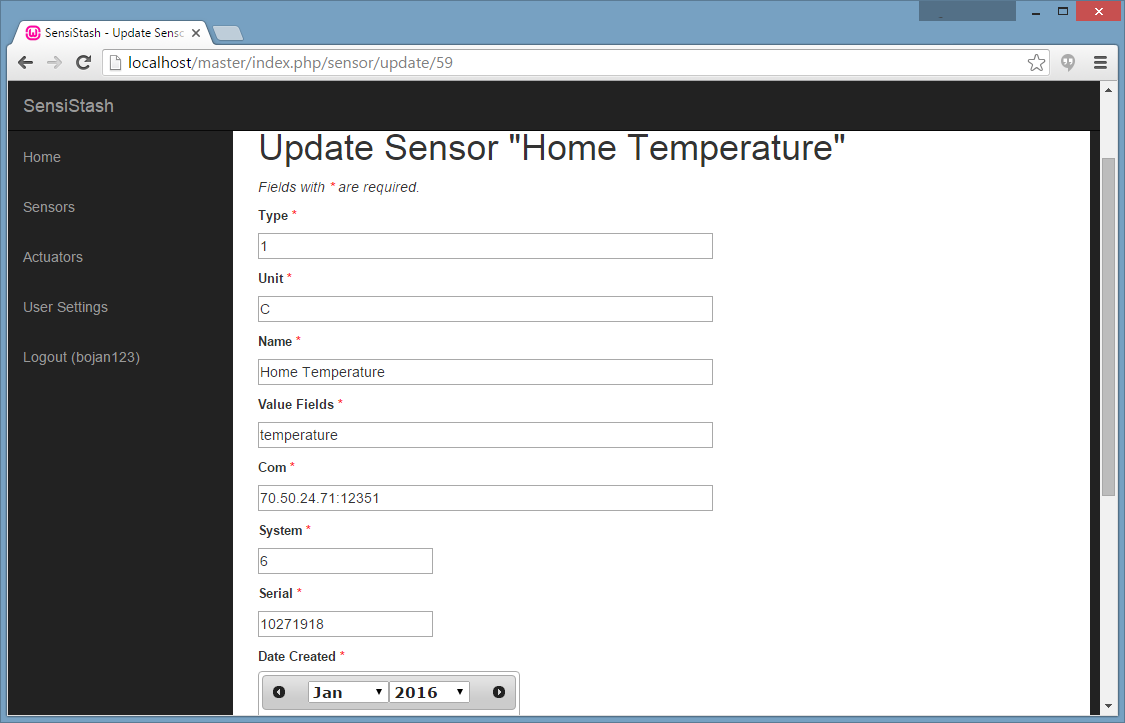 SensiStash - Update Sensc
localhost/master/index.php/sensor/update/59
SensiStash
Home
Sensors
Actuators
User Settings
Logout (bojan123)
Update Sensor "Home Temperature"
Fields with * are required.
Type *
1
Unit *
C
Name *
Home Temperature
Value Fields *
temperature
Com *
70.50.24.71:12351
System *
6
Serial *
10271918
Date Created *
Jan 2016